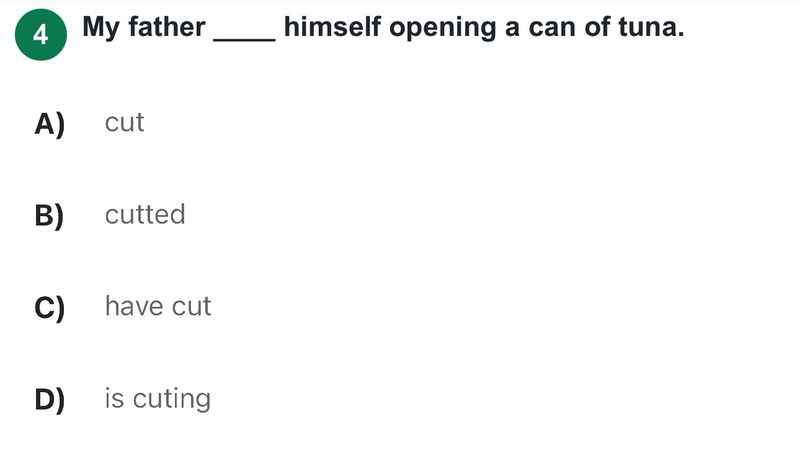 4 My father ____ himself opening a can of tuna.
A) cut
B) cutted
C) have cut
D) is cuting